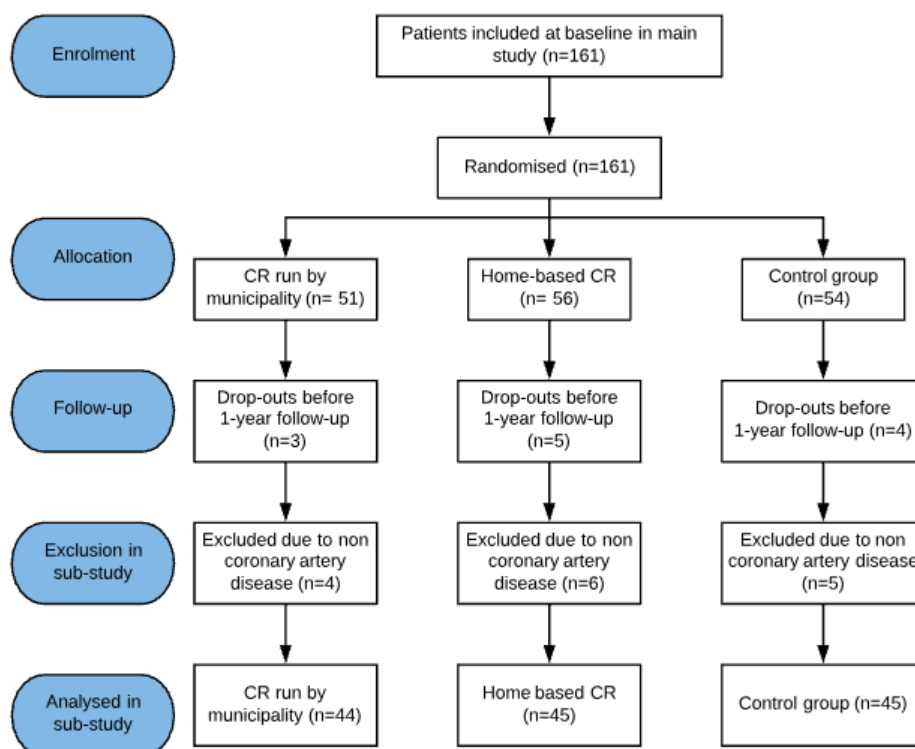 Enrolment
Patients included at baseline in main
study (n=161)
Randomised (n=161)
Allocation
CR run by
municipality (n= 51)
Home-based CR
(n= 56)
Control group
(n=54)
Follow-up
Drop-outs before
1-year follow-up
(n=3)
Drop-outs before
1-year follow-up
(n=5)
Drop-outs before
1-year follow-up (n=4)
Exclusion in
sub-study
Excluded due to non
coronary artery
disease (n=4)
Excluded due to non
coronary artery
disease (n=6)
Excluded due to non
coronary artery disease
(n=5)
Analysed in
sub-study
CR run by
municipality (n=44)
Home based CR
(n=45)
Control group (n=45)